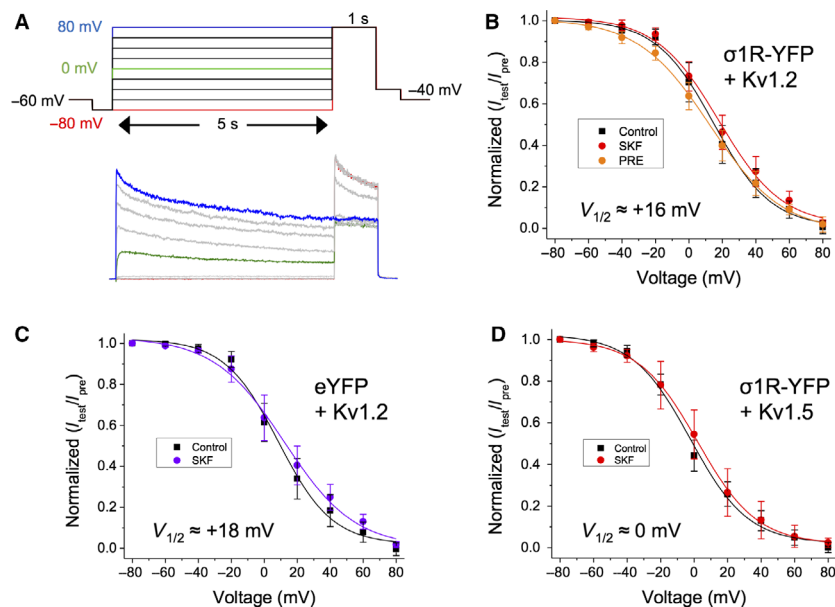 A
80 mV
1 s
0 mV
−60 mV
−40 mV
−80 mV
5 s
B
Normalized (Itest/Ipre)
1.0
0.8
0.6
0.4
0.2
0.0
σ1R-YFP
+ Kv1.2
Control
SKF
PRE
V1/2 ≈ +16 mV
−80 −60 −40 −20 0 20 40 60 80
Voltage (mV)
C
Normalized (Itest/Ipre)
1.0
0.8
0.6
0.4
0.2
0.0
eYFP
+ Kv1.2
Control
SKF
V1/2 ≈ +18 mV
−80 −60 −40 −20 0 20 40 60 80
Voltage (mV)
D
Normalized (Itest/Ipre)
1.0
0.8
0.6
0.4
0.2
0.0
σ1R-YFP
+ Kv1.5
Control
SKF
V1/2 ≈ 0 mV
−80 −60 −40 −20 0 20 40 60 80
Voltage (mV)